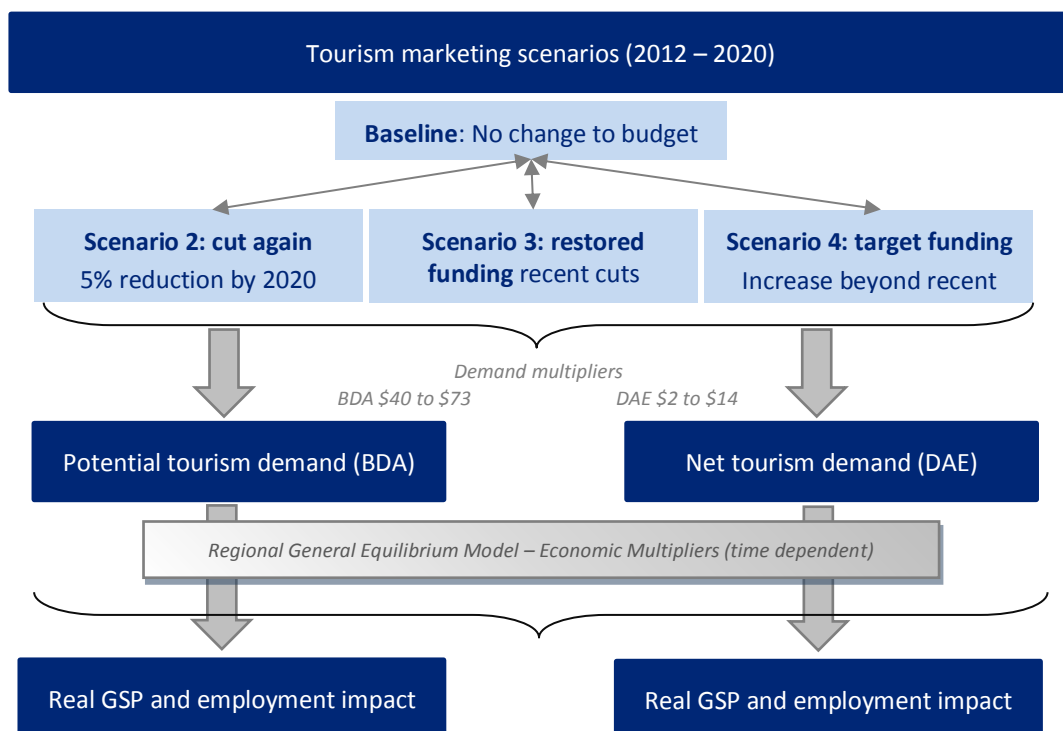 Tourism marketing scenarios (2012 – 2020)
Baseline: No change to budget
Scenario 2: cut again
5% reduction by 2020
Scenario 3: restored
funding recent cuts
Scenario 4: target funding
Increase beyond recent
Demand multipliers
BDA $40 to $73
DAE $2 to $14
Potential tourism demand (BDA)
Net tourism demand (DAE)
Regional General Equilibrium Model – Economic Multipliers (time dependent)
Real GSP and employment impact
Real GSP and employment impact